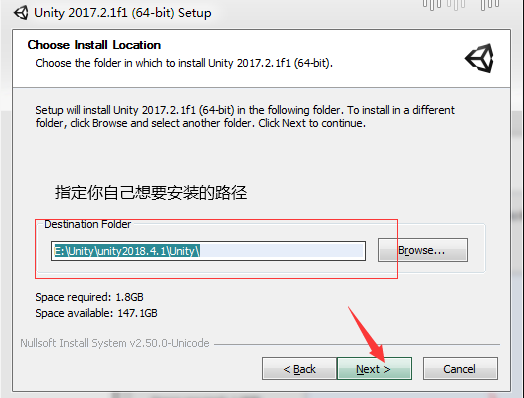 Unity 2017.2.1f1 (64-bit) Setup
Choose Install Location
Choose the folder in which to install Unity 2017.2.1f1 (64-bit).
Setup will install Unity 2017.2.1f1 (64-bit) in the following folder. To install in a different
folder, click Browse and select another folder. Click Next to continue.
指定你自己想要安装的路径
Destination Folder
E:\Unity\unity2018.4.1\Unity\
Browse...
Space required: 1.8GB
Space available: 147.1GB
Nullsoft Install System v2.50.0-Unicode
< Back
Next >
Cancel